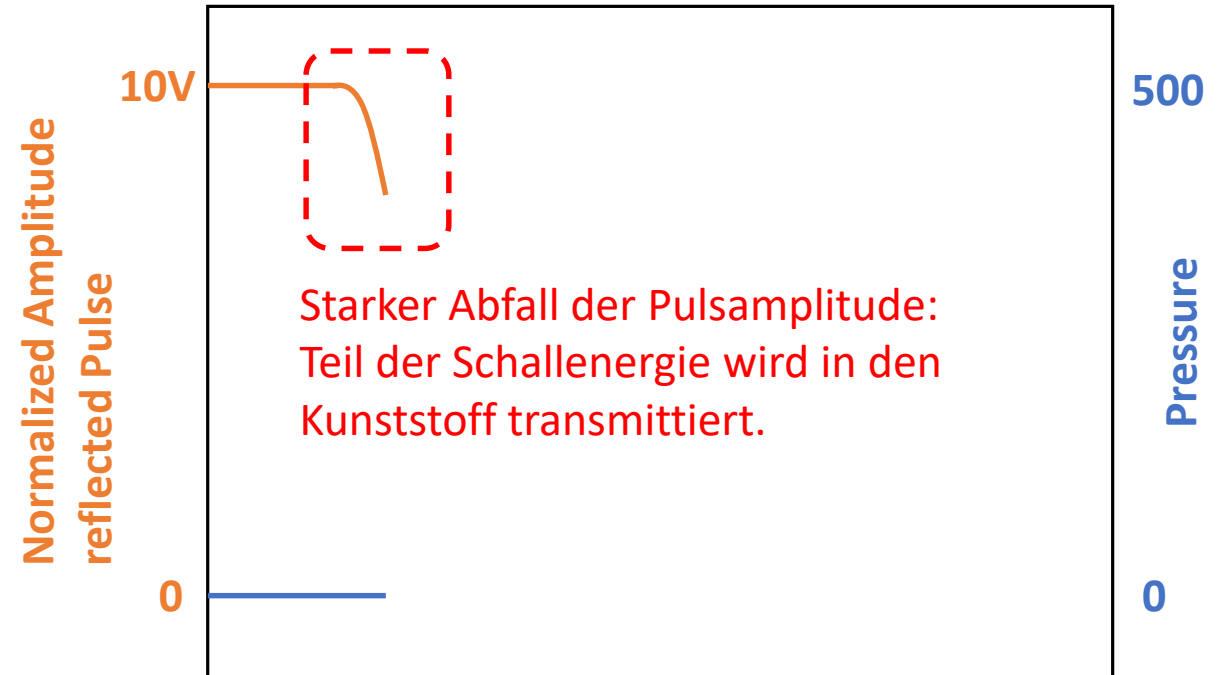 Normalized Amplitude
reflected Pulse
10V
0
Starker Abfall der Pulsamplitude:
Teil der Schallenergie wird in den
Kunststoff transmittiert.
500
0
Pressure